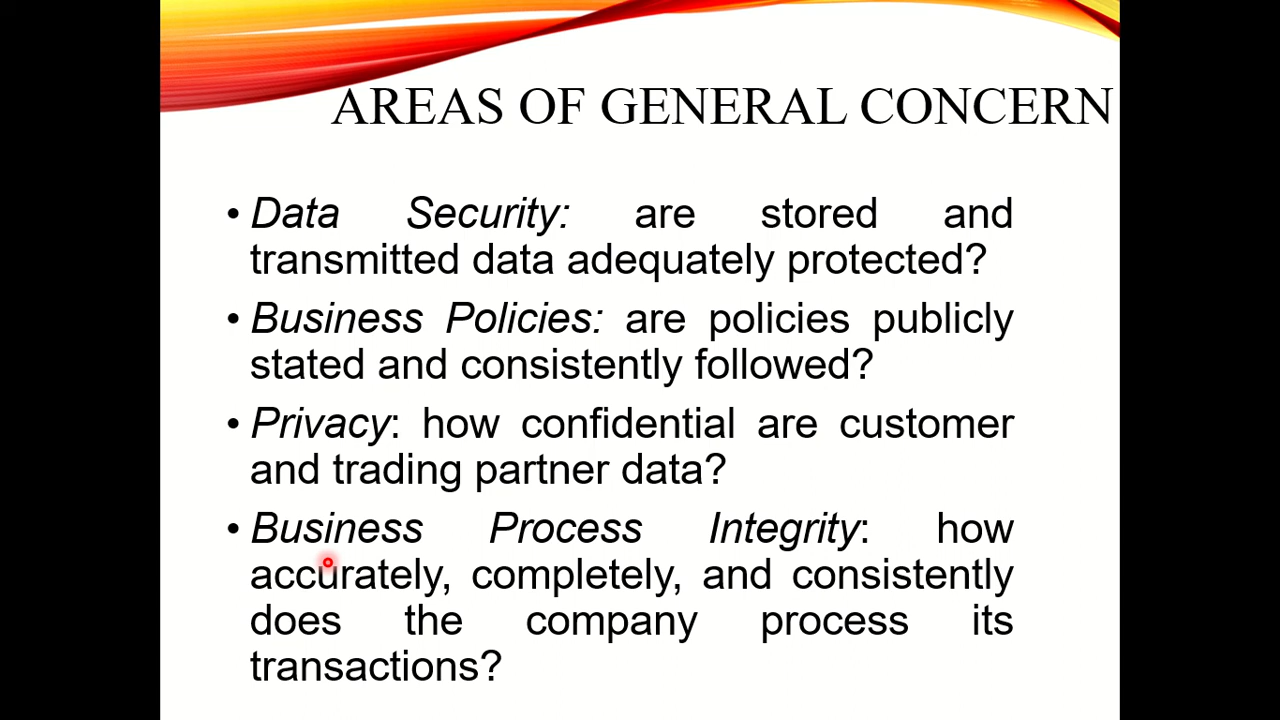 AREAS OF GENERAL CONCERN
• Data Security: are stored and
transmitted data adequately protected?
• Business Policies: are policies publicly
stated and consistently followed?
• Privacy: how confidential are customer
and trading partner data?
• Business Process Integrity: how
accurately, completely, and consistently
does the company process its
transactions?